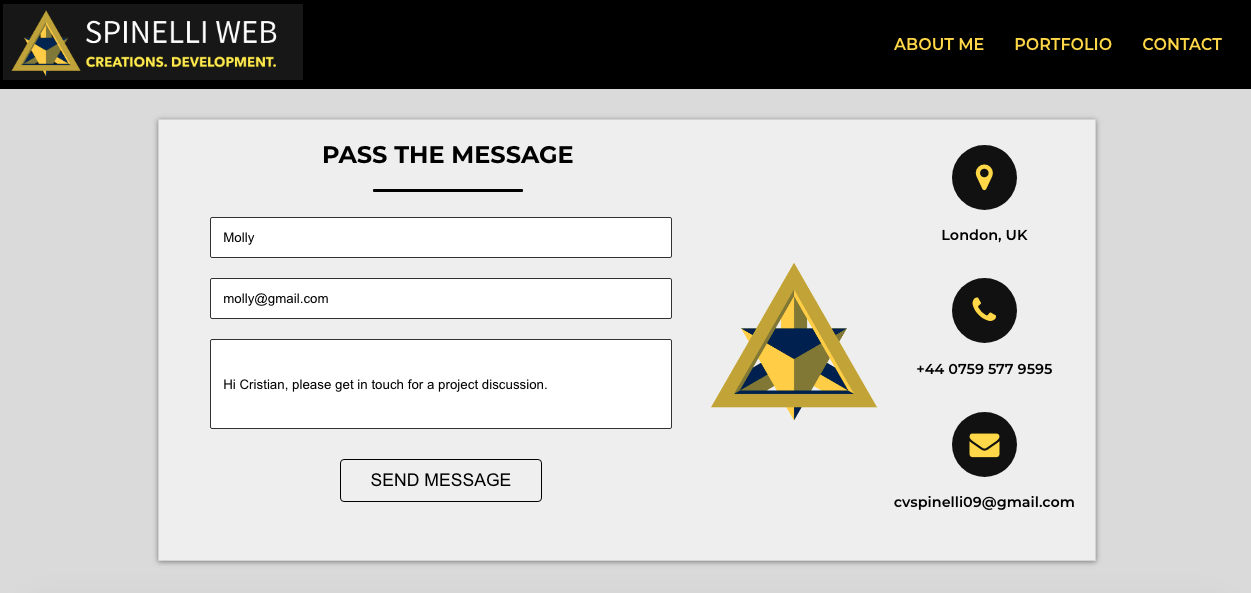 SPINELLI WEB
CREATIONS. DEVELOPMENT.
ABOUT ME
PORTFOLIO
CONTACT
PASS THE MESSAGE
Molly
molly@gmail.com
Hi Cristian, please get in touch for a project discussion.
SEND MESSAGE
London, UK
+44 0759 577 9595
cvspinelli09@gmail.com